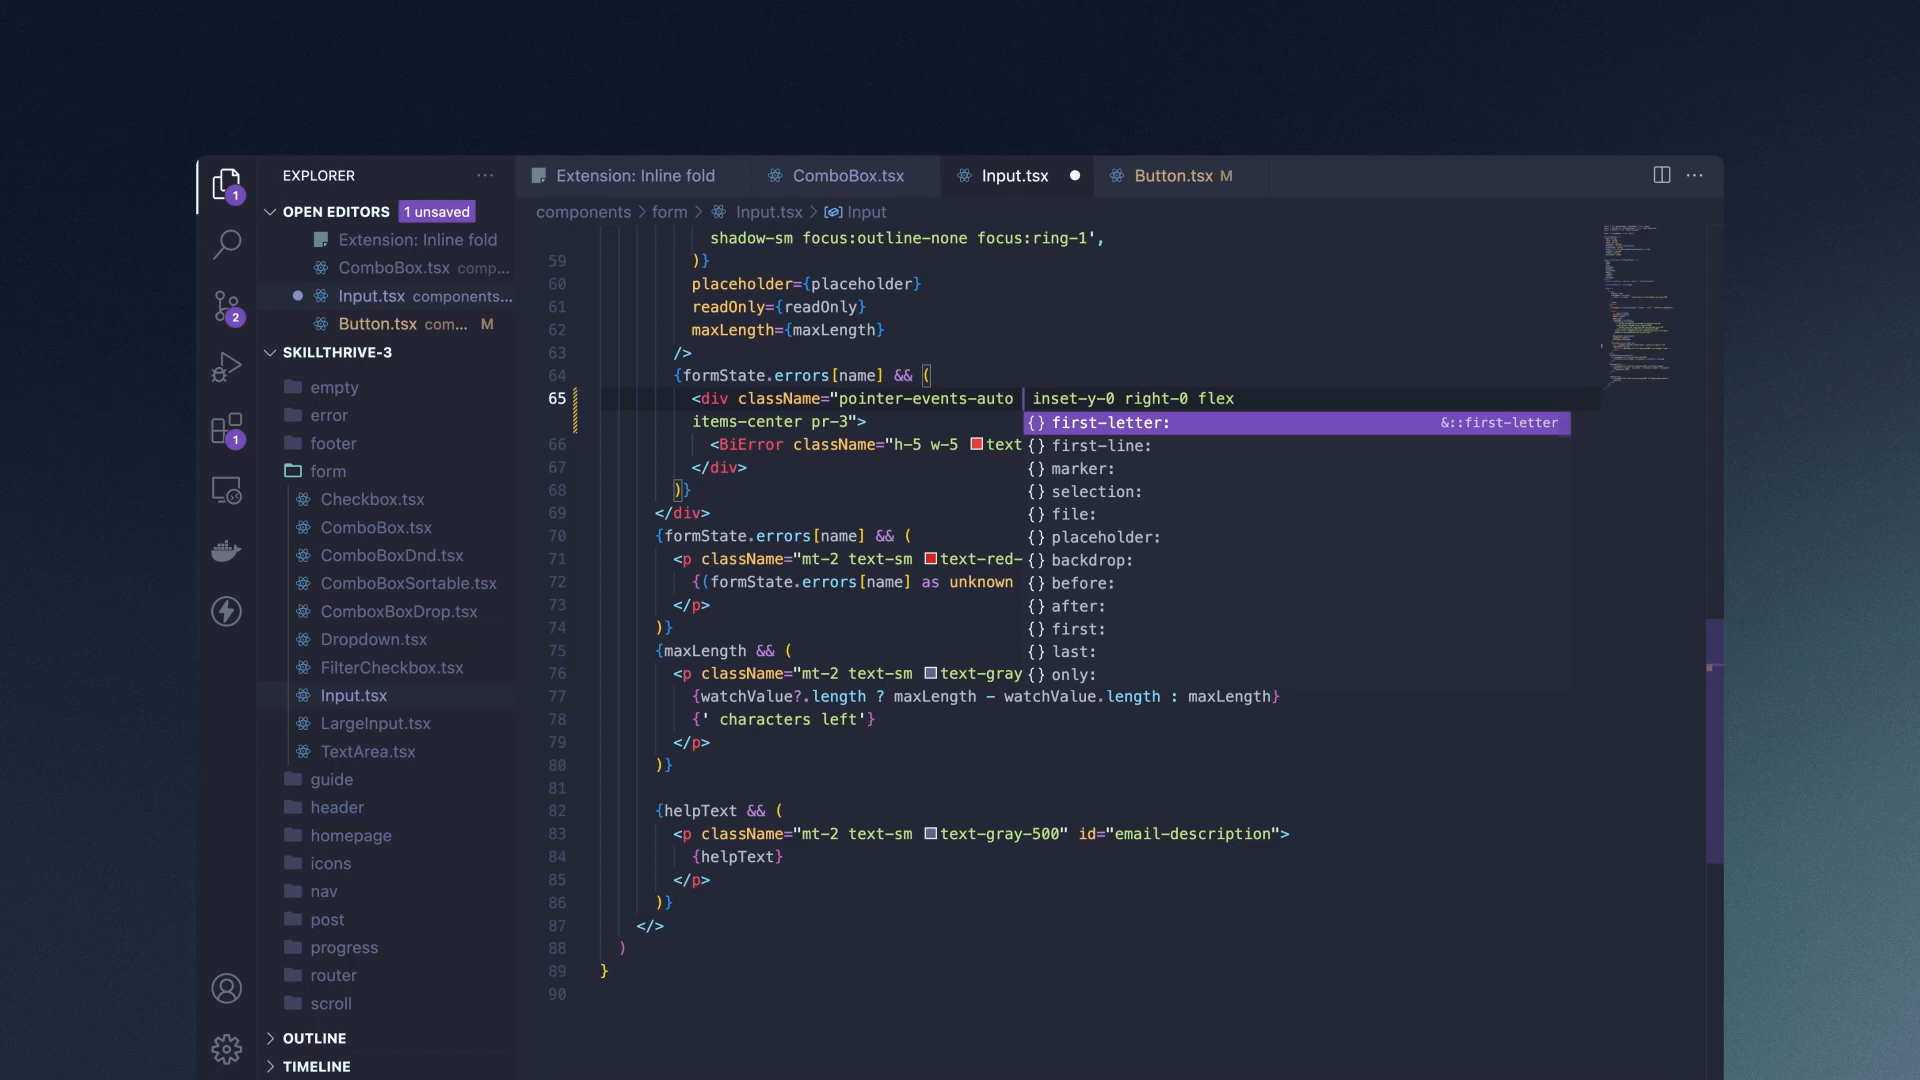 EXPLORER
OPEN EDITORS 1 unsaved
Extension: Inline fold
ComboBox.tsx comp...
Input.tsx components...
Button.tsx com... M
SKILLTHRIVE-3
empty
error
footer
form
Checkbox.tsx
ComboBox.tsx
ComboBoxDnd.tsx
ComboBoxSortable.tsx
ComboxBoxDrop.tsx
Dropdown.tsx
FilterCheckbox.tsx
Input.tsx
LargeInput.tsx
TextArea.tsx
guide
header
homepage
icons
nav
post
progress
router
scroll
OUTLINE
TIMELINE
1
2
1
Extension: Inline fold
ComboBox.tsx
Input.tsx
Button.tsx M
components > form > Input.tsx > Input
shadow-sm focus:outline-none focus:ring-1',
59 )}
60 placeholder={placeholder}
61 readOnly={readOnly}
62 maxLength={maxLength}
63 />
64 {formState.errors[name] && (
65 <div className="pointer-events-auto inset-y-0 right-0 flex
items-center pr-3">
66 <BiError className="h-5 w-5 text
67 </div>
68 )}
69 </div>
70 {formState.errors[name] && (
71 <p className="mt-2 text-sm text-red-
72 {(formState.errors[name] as unknown
73 </p>
74 )}
75 {maxLength && (
76 <p className="mt-2 text-sm text-gray
77 {watchValue?.length ? maxLength - watchValue.length : maxLength}
78 {' characters left'}
79 </p>
80 )}
81
82 {helpText && (
83 <p className="mt-2 text-sm text-gray-500" id="email-description">
84 {helpText}
85 </p>
86 )}
87 </>
88 )
89 }
90
{} first-letter: &::first-letter
{} first-line:
{} marker:
{} selection:
{} file:
{} placeholder:
{} backdrop:
{} before:
{} after:
{} first:
{} last:
{} only: